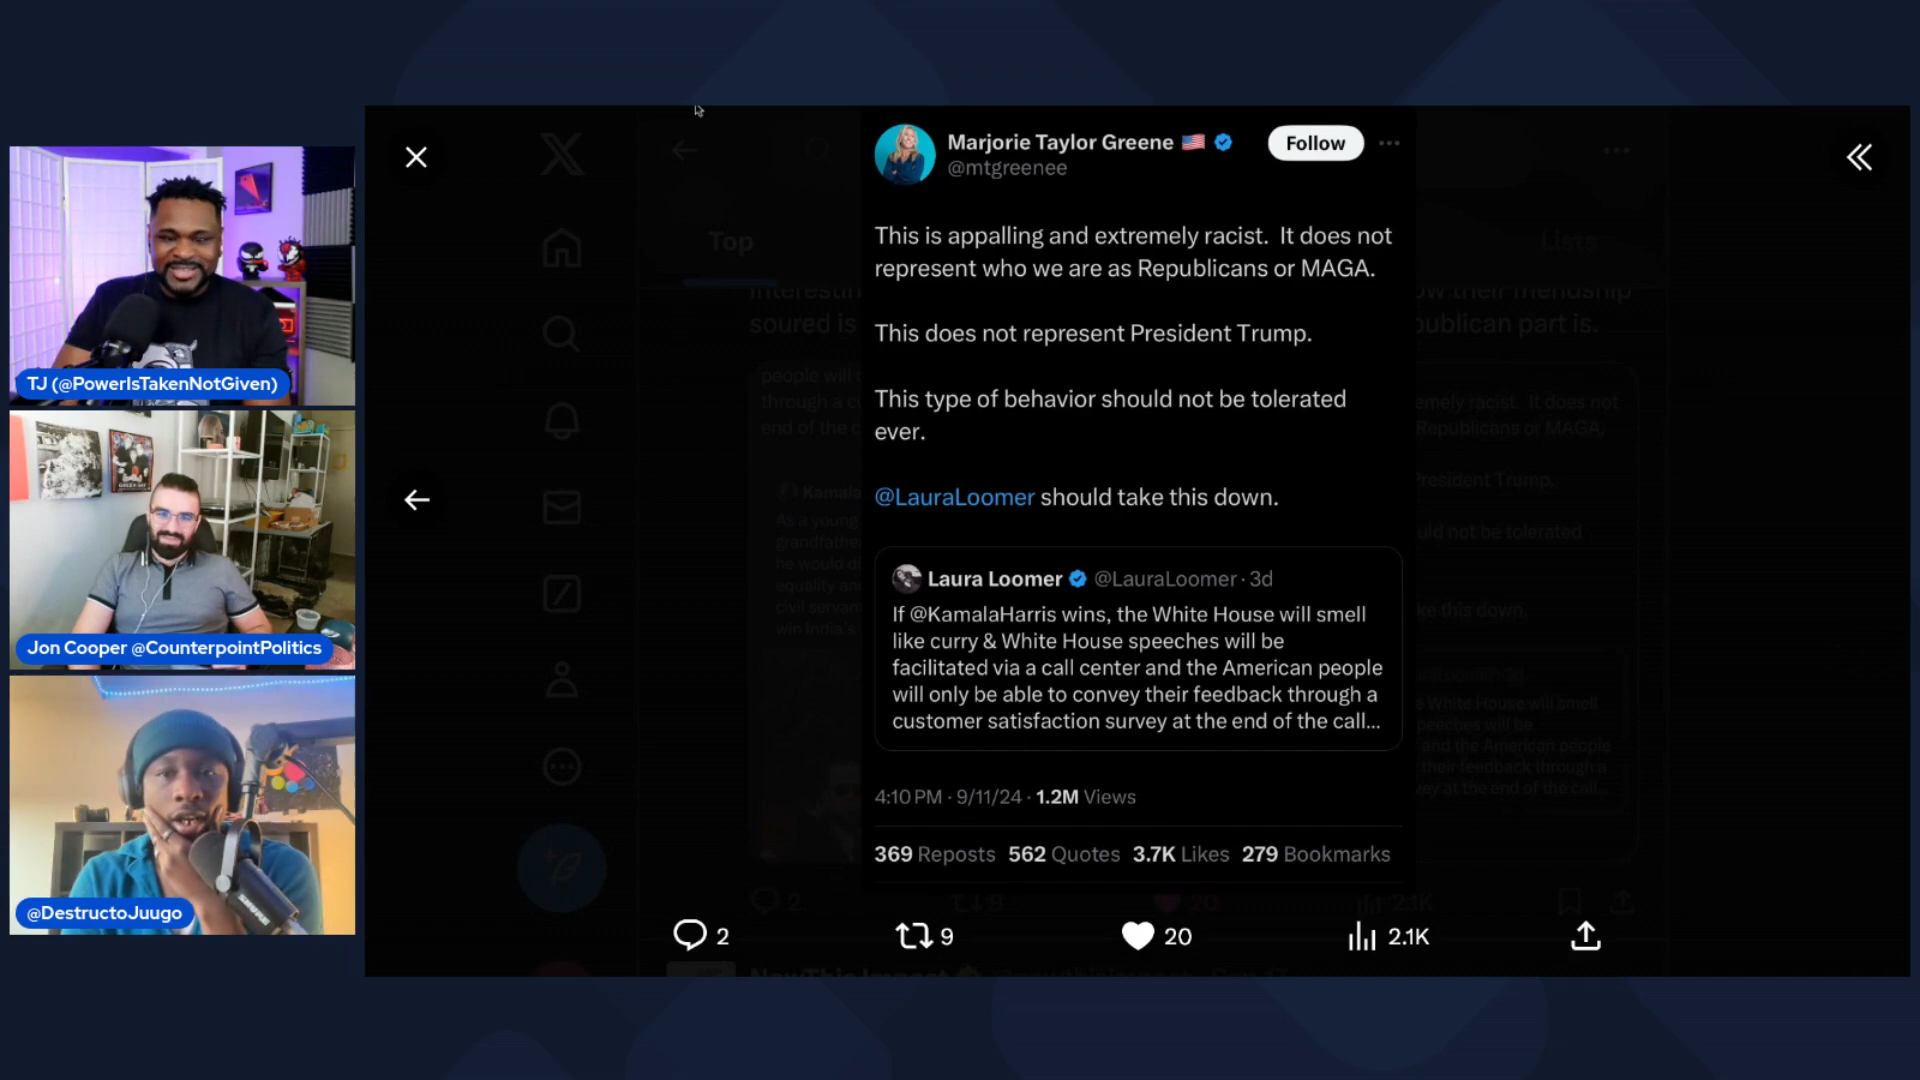 Marjorie Taylor Greene 🇺🇸
@mtgreenee
Follow
This is appalling and extremely racist. It does not
represent who we are as Republicans or MAGA.
This does not represent President Trump.
This type of behavior should not be tolerated
ever.
@LauraLoomer should take this down.
Laura Loomer @LauraLoomer · 3d
If @KamalaHarris wins, the White House will smell
like curry & White House speeches will be
facilitated via a call center and the American people
will only be able to convey their feedback through a
customer satisfaction survey at the end of the call...
4:10 PM · 9/11/24 · 1.2M Views
369 Reposts 562 Quotes 3.7K Likes 279 Bookmarks
2 9 20 2.1K
Top
Lists
soured is
TJ (@PowerIsTakenNotGiven)
Jon Cooper @CounterpointPolitics
@DestructoJuugo
SHURE